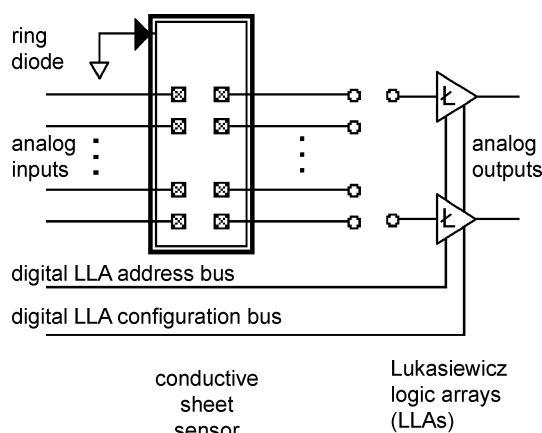 ring
diode
analog
inputs
analog
outputs
Ł
Ł
digital LLA address bus
digital LLA configuration bus
conductive
sheet
sensor
Lukasiewicz
logic arrays
(LLAs)